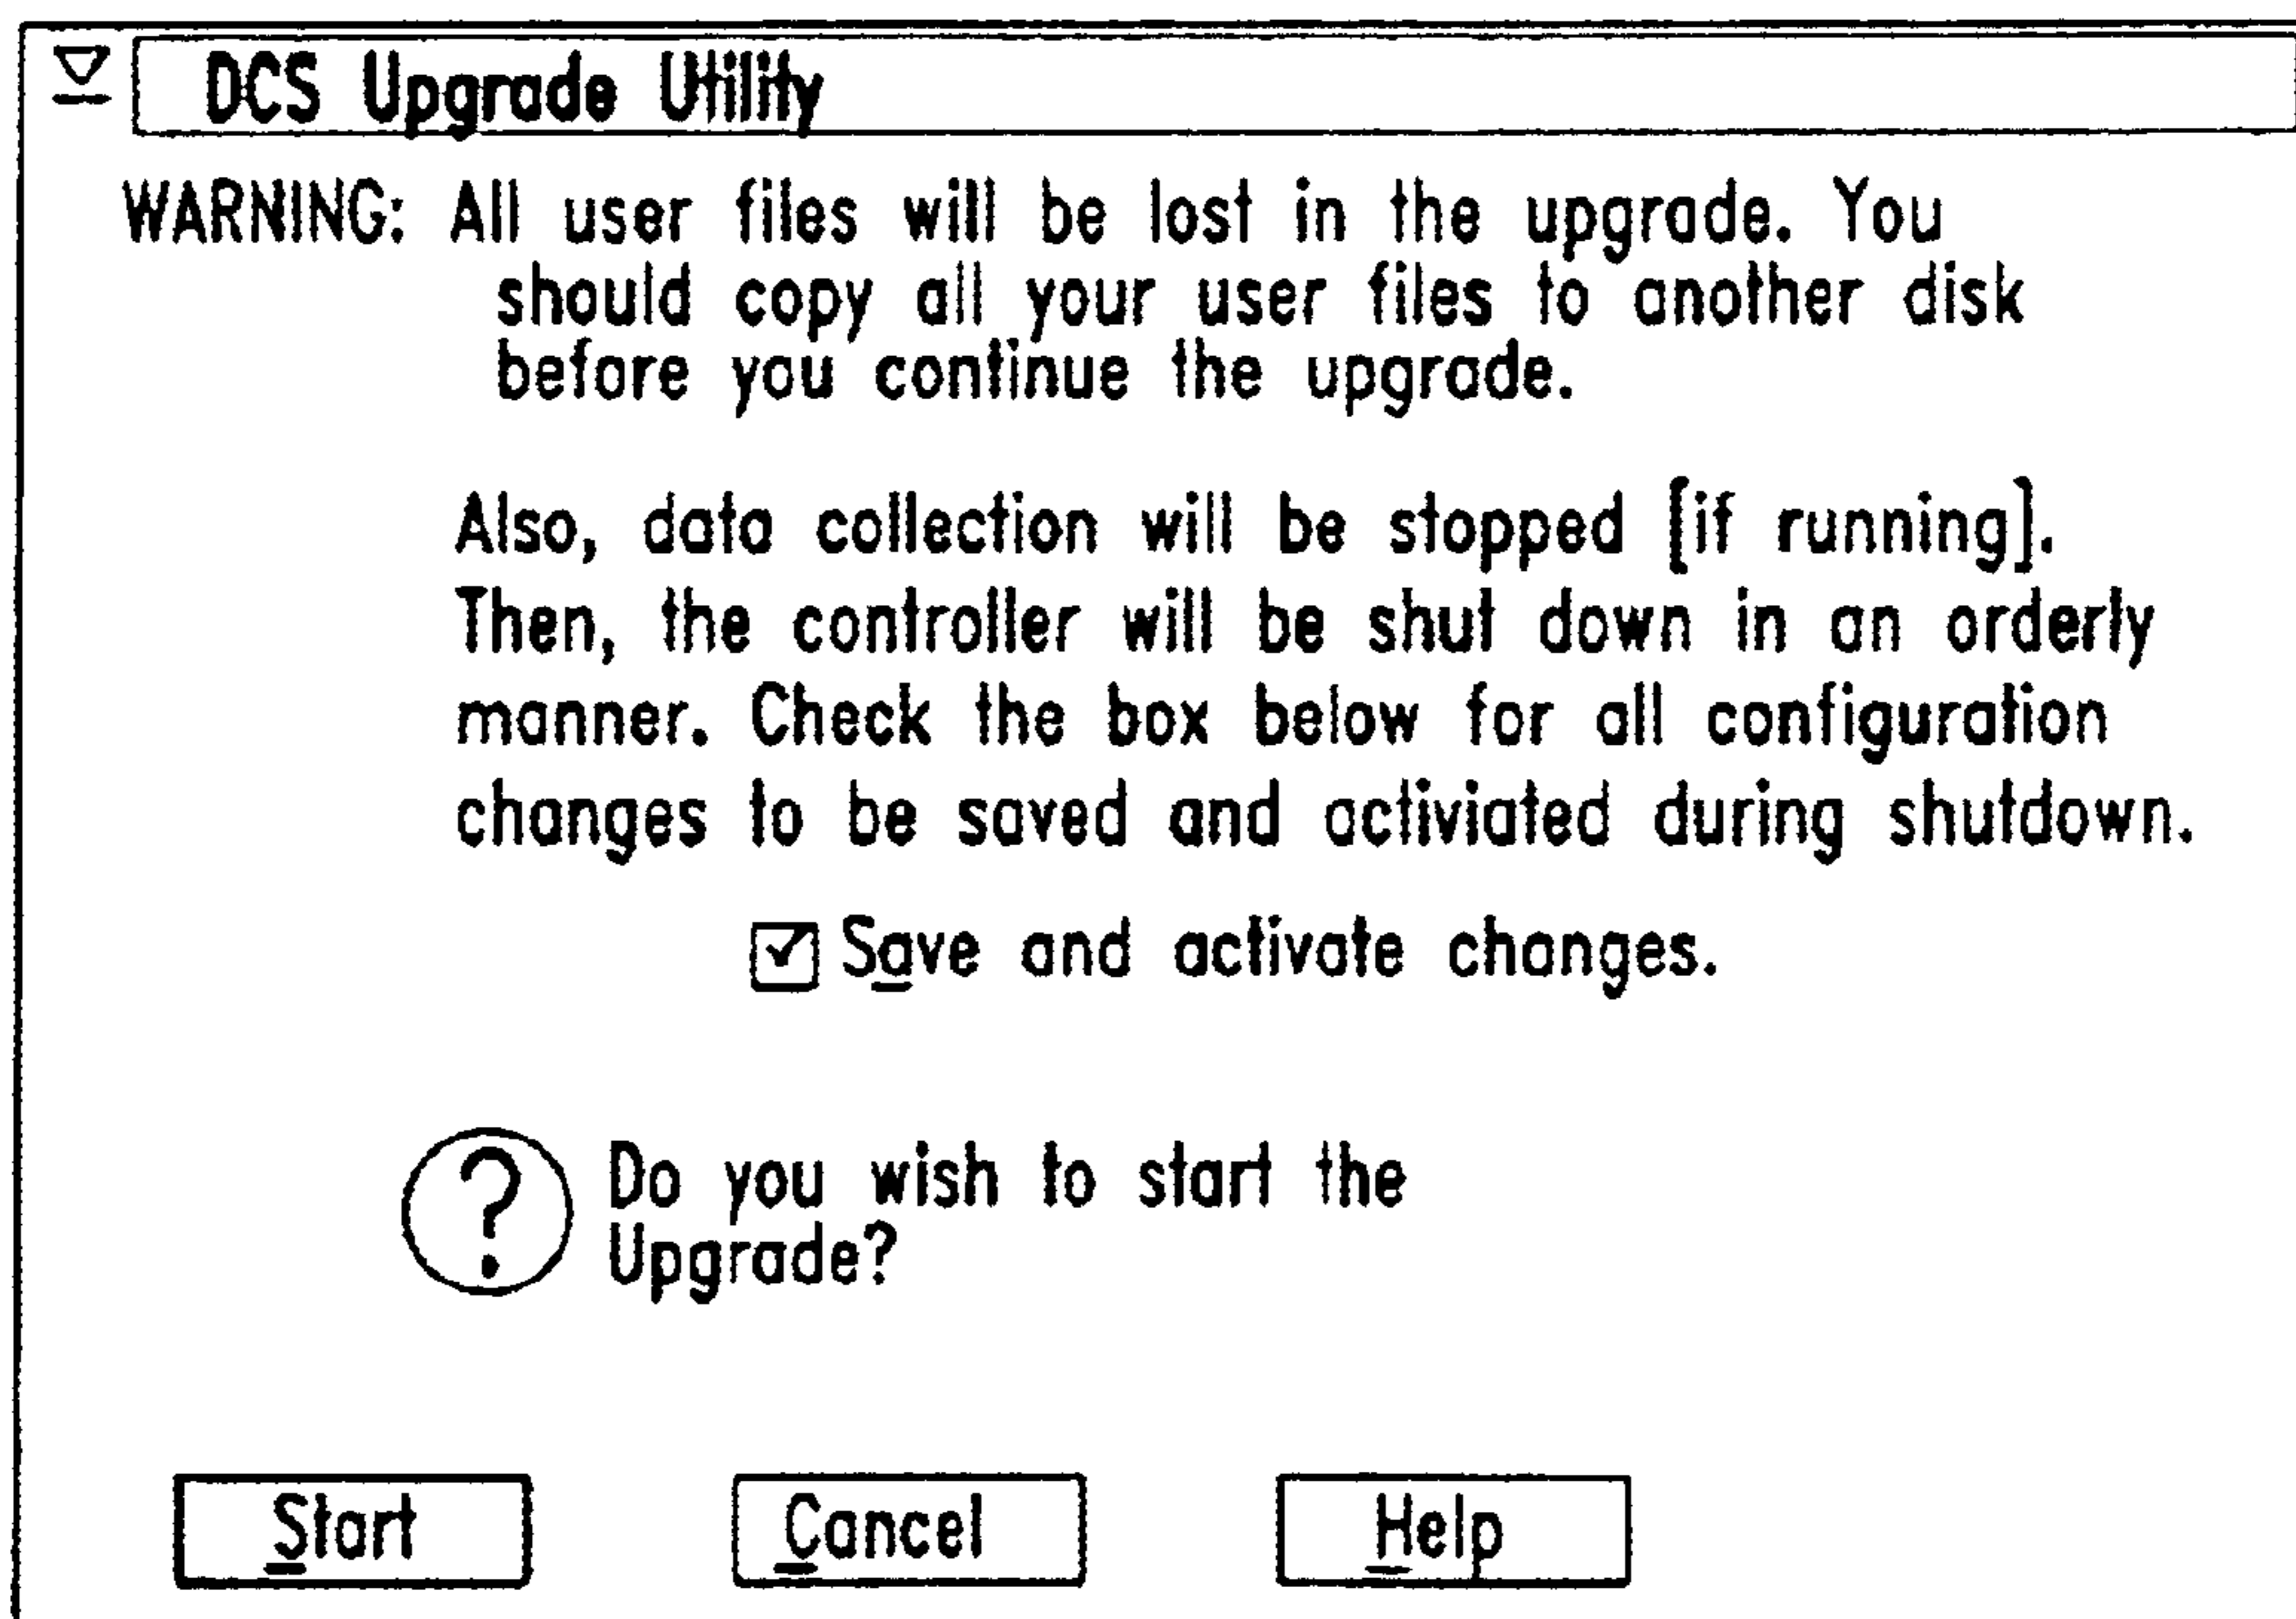 DCS Upgrade Utility
WARNING: All user files will be lost in the upgrade. You
should copy all your user files to another disk
before you continue the upgrade.
Also, data collection will be stopped [if running].
Then, the controller will be shut down in an orderly
manner. Check the box below for all configuration
changes to be saved and activiated during shutdown.
Save and activate changes.
Do you wish to start the
Upgrade?
Start Cancel Help